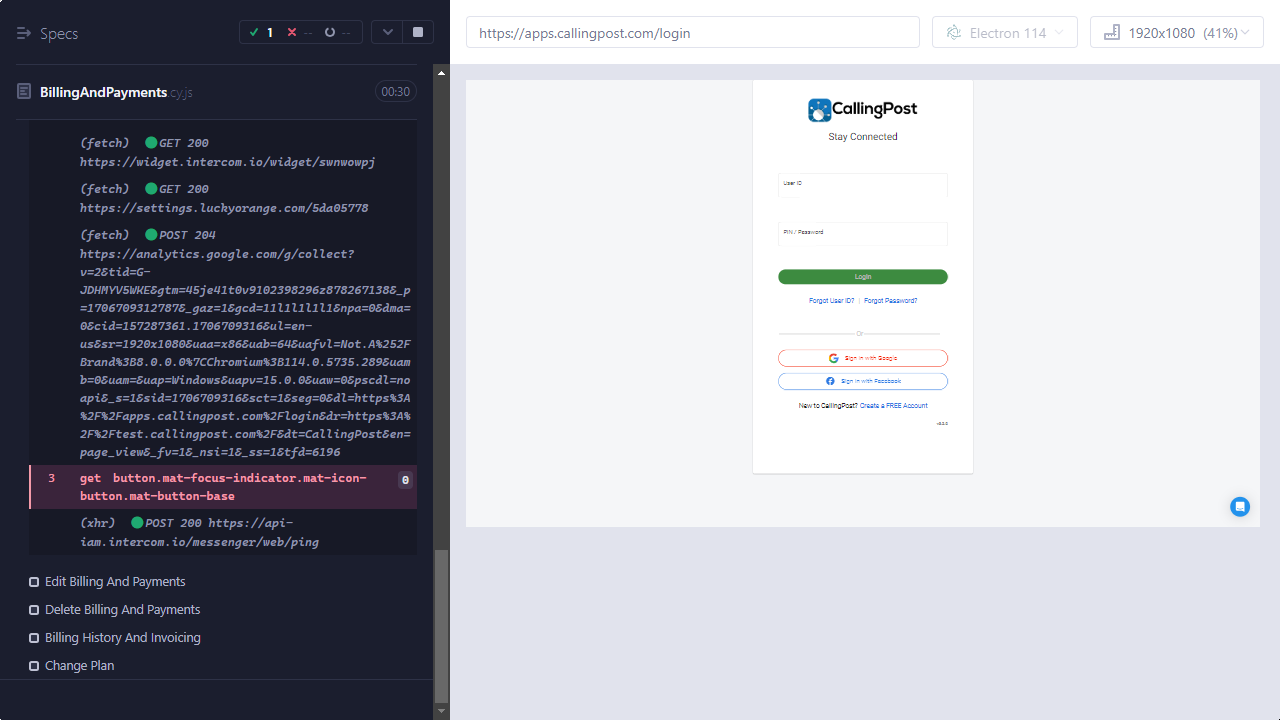 Specs
1
--
--
https://apps.callingpost.com/login
Electron 114
1920x1080 (41%)
BillingAndPayments.cy.js
00:30
(fetch) GET 200
https://widget.intercom.io/widget/swnwowpj
(fetch) GET 200
https://settings.luckyorange.com/5da05778
(fetch) POST 204
https://analytics.google.com/g/collect?
v=2&tid=G-
JDHMYV5WKE&gtm=45je41t0v9102398296z878267138&_p
=1706709312787&_gaz=1&gcd=11l1l1l1l1&npa=0&dma=
0&cid=157287361.1706709316&ul=en-
us&sr=1920x1080&uaa=x86&uab=64&uafvl=Not.A%252F
Brand%3B8.0.0.0%7CChromium%3B114.0.5735.289&uam
b=0&uam=&uap=Windows&uapv=15.0.0&uaw=0&pscdl=no
api&_s=1&sid=1706709316&sct=1&seg=0&dl=https%3A
%2F%2Fapps.callingpost.com%2Flogin&dr=https%3A%
2F%2Ftest.callingpost.com%2F&dt=CallingPost&en=
page_view&_fv=1&_nsi=1&_ss=1&tfd=6196
3 get button.mat-focus-indicator.mat-icon-
button.mat-button-base
0
(xhr) POST 200 https://api-
iam.intercom.io/messenger/web/ping
Edit Billing And Payments
Delete Billing And Payments
Billing History And Invoicing
Change Plan
CallingPost
Stay Connected
User ID
PIN / Password
Login
Forgot User ID? | Forgot Password?
Or
Sign in with Google
Sign in with Facebook
New to CallingPost? Create a FREE Account